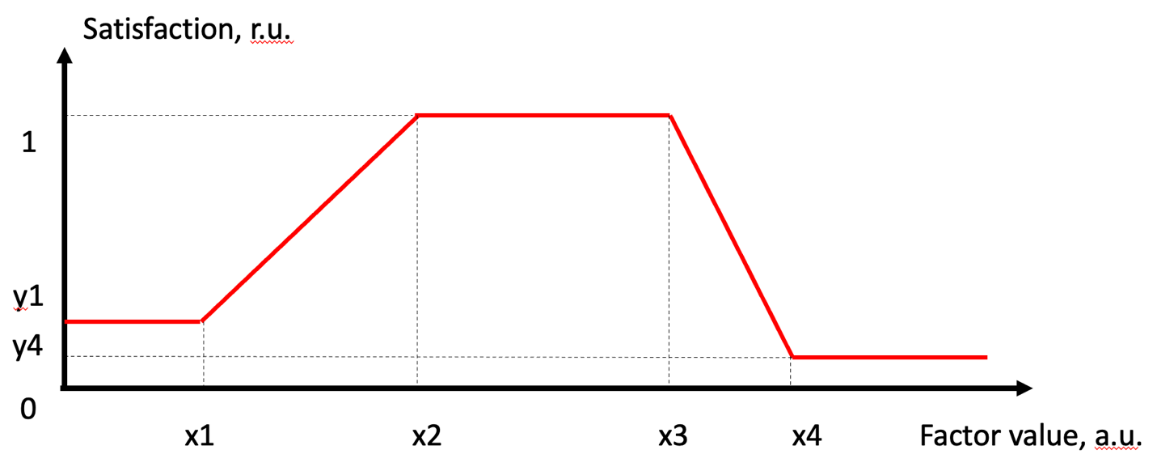 Satisfaction, r.u.
1
y1
y4
0
x1 x2 x3 x4 Factor value, a.u.